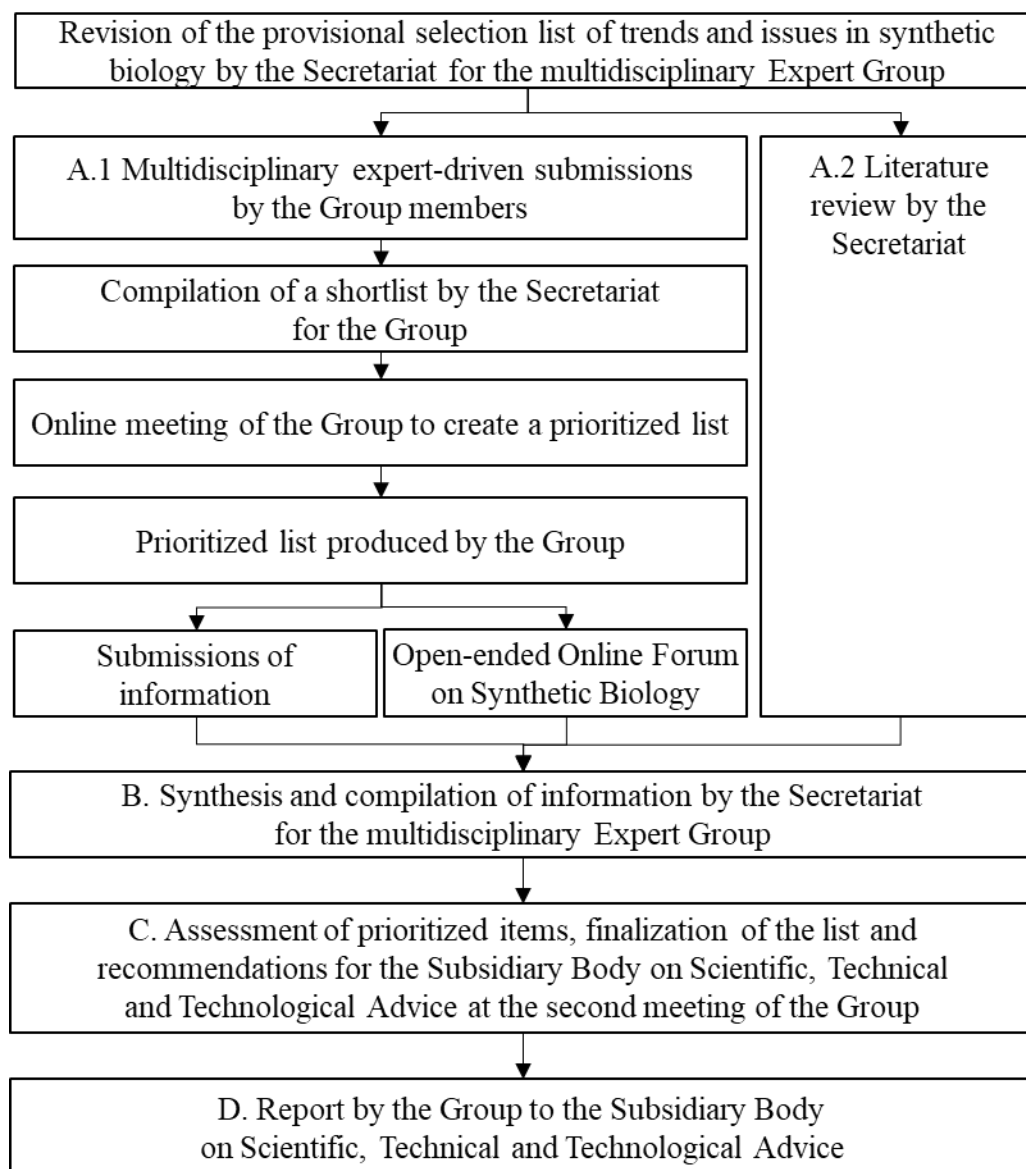 Revision of the provisional selection list of trends and issues in synthetic
biology by the Secretariat for the multidisciplinary Expert Group
A.1 Multidisciplinary expert-driven submissions
by the Group members
A.2 Literature
review by the
Secretariat
Compilation of a shortlist by the Secretariat
for the Group
Online meeting of the Group to create a prioritized list
Prioritized list produced by the Group
Submissions of
information
Open-ended Online Forum
on Synthetic Biology
B. Synthesis and compilation of information by the Secretariat
for the multidisciplinary Expert Group
C. Assessment of prioritized items, finalization of the list and
recommendations for the Subsidiary Body on Scientific, Technical
and Technological Advice at the second meeting of the Group
D. Report by the Group to the Subsidiary Body
on Scientific, Technical and Technological Advice